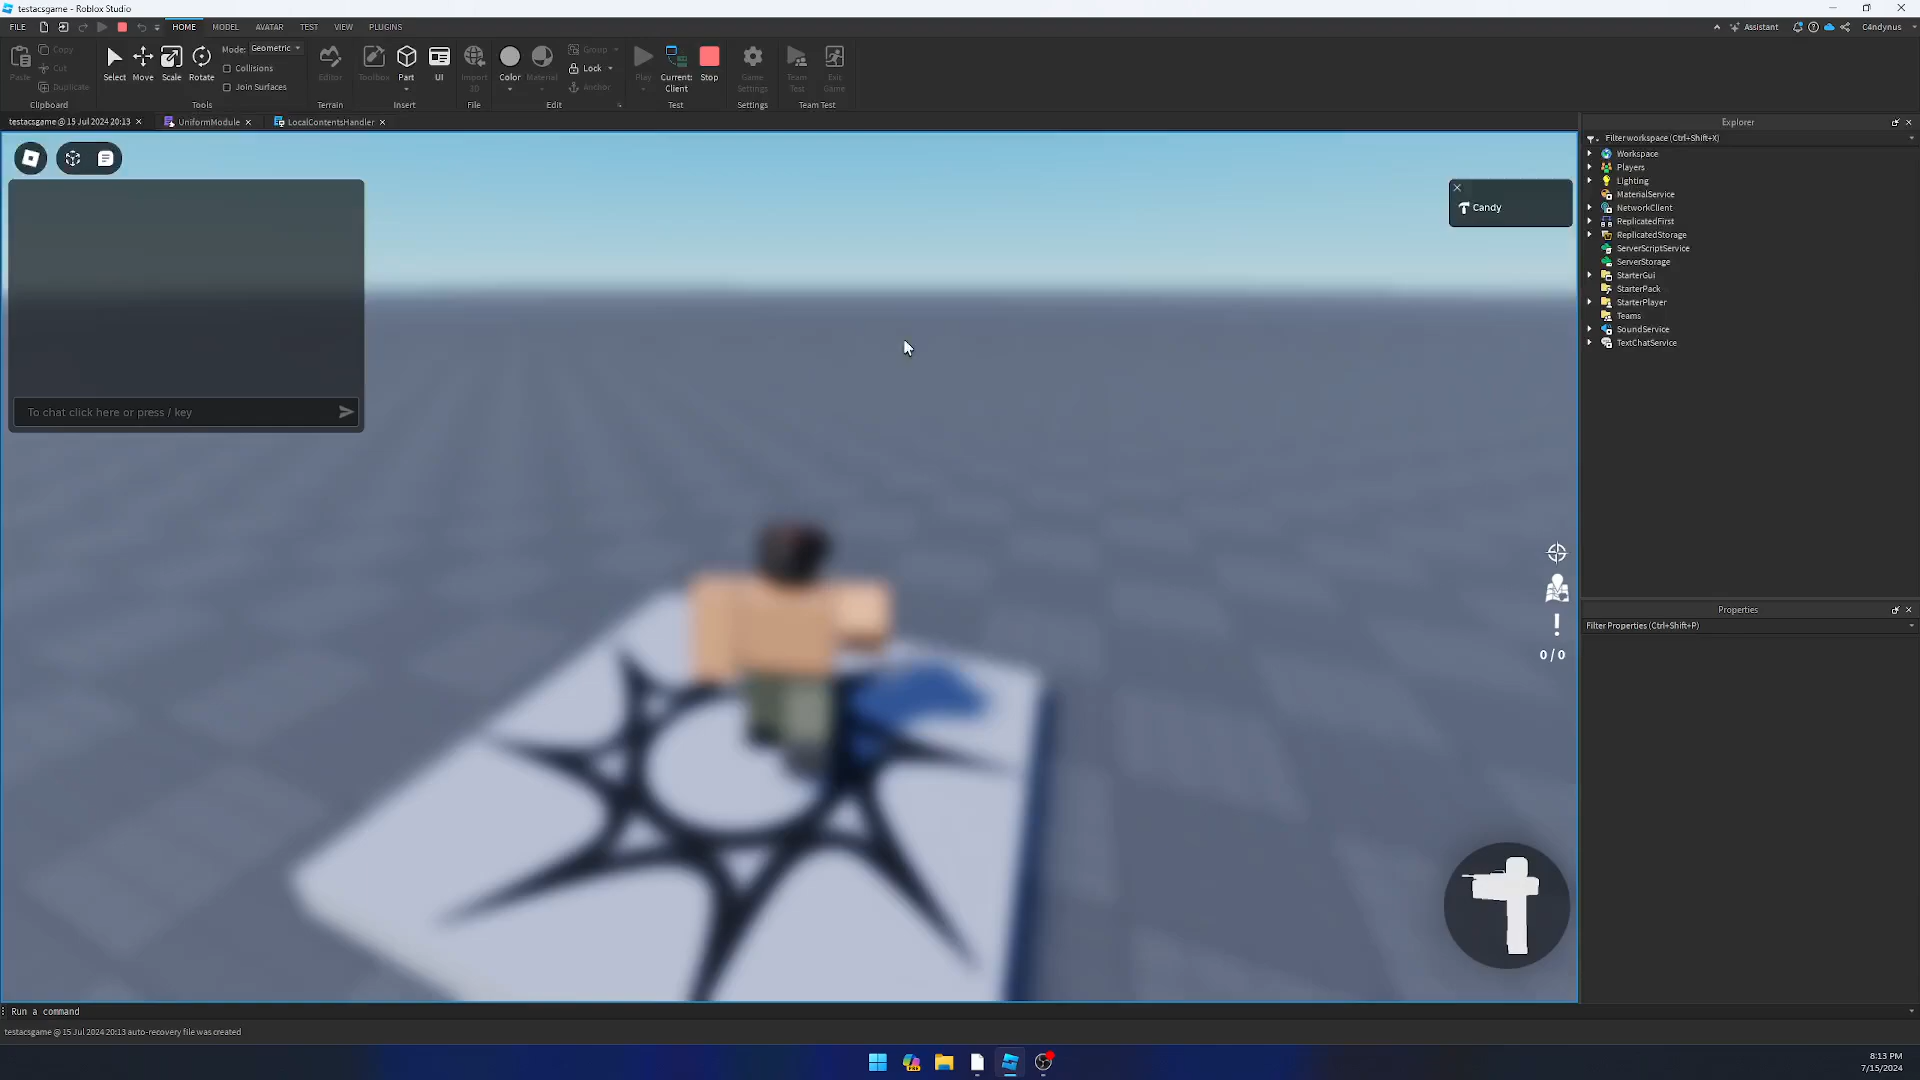 testacsgame - Roblox Studio
FILE HOME MODEL AVATAR TEST VIEW PLUGINS Assistant C4ndynus
Paste Copy Cut Duplicate Select Move Scale Rotate Mode: Geometric Collisions Join Surfaces Editor Toolbox Part UI Import 3D Color Material Group Lock Anchor Play Current: Client Stop Game Settings Team Test Exit Game
Clipboard Tools Terrain Insert File Edit Test Settings Team Test
testacsgame @ 15 Jul 2024 20:13 UniformModule LocalContentsHandler
Explorer
Filter workspace (Ctrl+Shift+X)
Workspace
Players
Lighting
MaterialService
NetworkClient
ReplicatedFirst
ReplicatedStorage
ServerScriptService
ServerStorage
StarterGui
StarterPack
StarterPlayer
Teams
SoundService
TextChatService
Candy
To chat click here or press / key
Properties
Filter Properties (Ctrl+Shift+P)
!
0 / 0
Run a command
testacsgame @ 15 Jul 2024 20:13 auto-recovery file was created
8:13 PM
7/15/2024